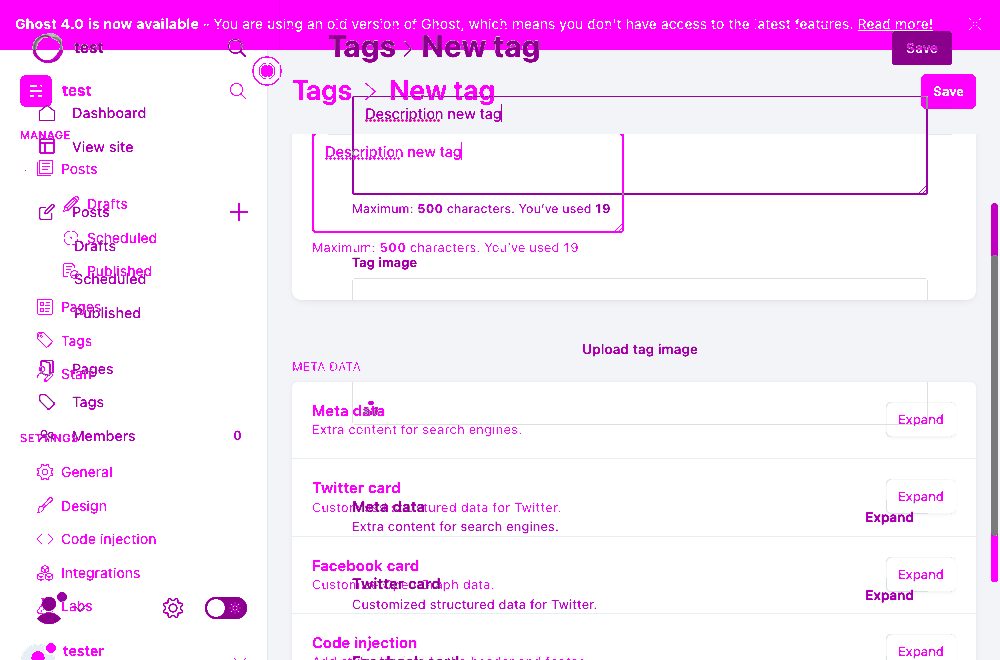 Ghost 4.0 is now available - You are using an old version of Ghost, which means you don't have access to the latest features. Read more!
test
Tags > New tag
Save
test
Tags > New tag
Save
Dashboard
Description new tag
MANAGE
View site
Description new tag
Posts
Drafts
Posts
Maximum: 500 characters. You've used 19
Scheduled
Drafts
Maximum: 500 characters. You've used 19
Tag image
Published
Scheduled
Pages
Published
Tags
Upload tag image
META DATA
Pages
Staff
Tags
Meta data
Expand
Extra content for search engines.
SETTINGS
Members
0
General
Twitter card
Expand
Customized structured data for Twitter.
Meta data
Design
Expand
Extra content for search engines.
Code injection
Facebook card
Expand
Integrations
Customize Open Graph data.
Twitter card
Expand
Labs
Customized structured data for Twitter.
Code injection
tester
Expand
Facebook card